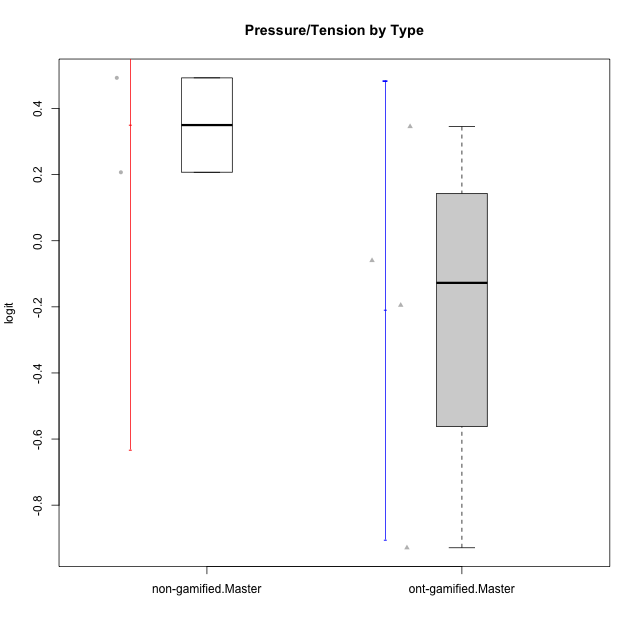 Pressure/Tension by Type
logit
0.4
0.2
0.0
-0.2
-0.4
-0.6
-0.8
non-gamified.Master
ont-gamified.Master